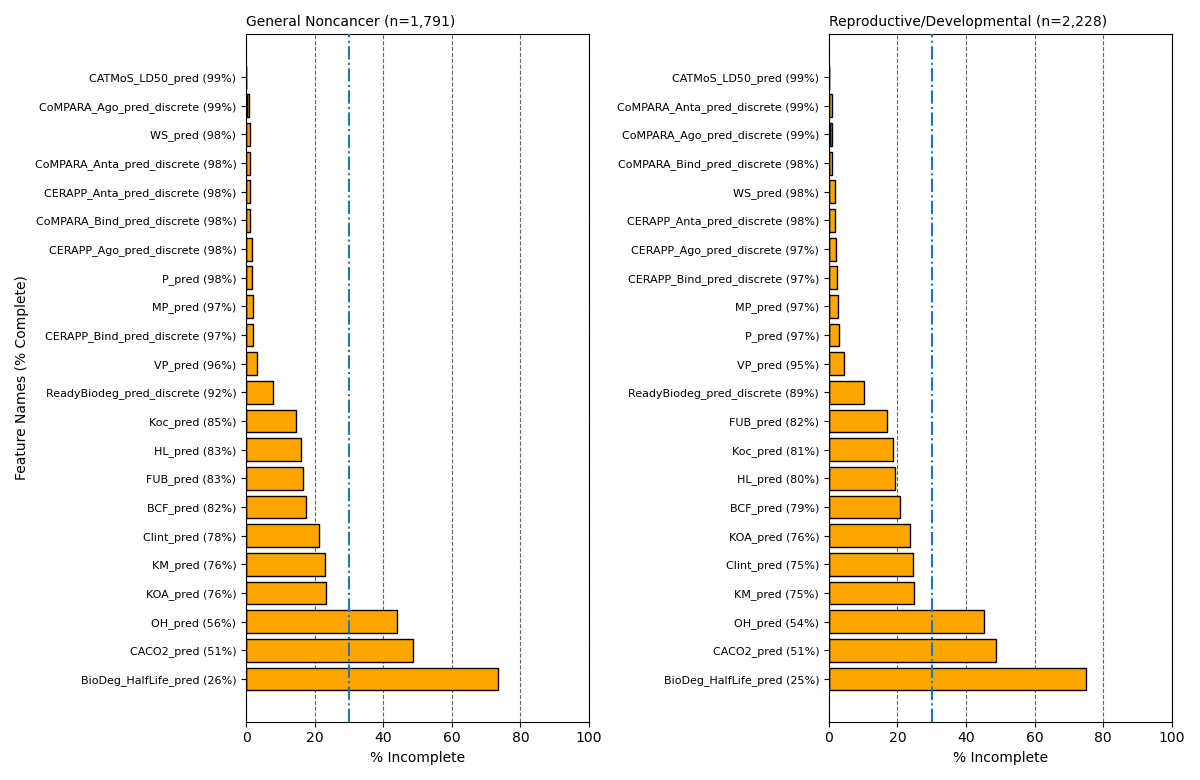 General Noncancer (n=1,791)
Feature Names (% Complete)
CATMoS_LD50_pred (99%)
CoMPARA_Ago_pred_discrete (99%)
WS_pred (98%)
CoMPARA_Anta_pred_discrete (98%)
CERAPP_Anta_pred_discrete (98%)
CoMPARA_Bind_pred_discrete (98%)
CERAPP_Ago_pred_discrete (98%)
P_pred (98%)
MP_pred (97%)
CERAPP_Bind_pred_discrete (97%)
VP_pred (96%)
ReadyBiodeg_pred_discrete (92%)
Koc_pred (85%)
HL_pred (83%)
FUB_pred (83%)
BCF_pred (82%)
Clint_pred (78%)
KM_pred (76%)
KOA_pred (76%)
OH_pred (56%)
CACO2_pred (51%)
BioDeg_HalfLife_pred (26%)
0 20 40 60 80 100
% Incomplete
Reproductive/Developmental (n=2,228)
CATMoS_LD50_pred (99%)
CoMPARA_Anta_pred_discrete (99%)
CoMPARA_Ago_pred_discrete (99%)
CoMPARA_Bind_pred_discrete (98%)
WS_pred (98%)
CERAPP_Anta_pred_discrete (98%)
CERAPP_Ago_pred_discrete (97%)
CERAPP_Bind_pred_discrete (97%)
MP_pred (97%)
P_pred (97%)
VP_pred (95%)
ReadyBiodeg_pred_discrete (89%)
FUB_pred (82%)
Koc_pred (81%)
HL_pred (80%)
BCF_pred (79%)
KOA_pred (76%)
Clint_pred (75%)
KM_pred (75%)
OH_pred (54%)
CACO2_pred (51%)
BioDeg_HalfLife_pred (25%)
0 20 40 60 80 100
% Incomplete